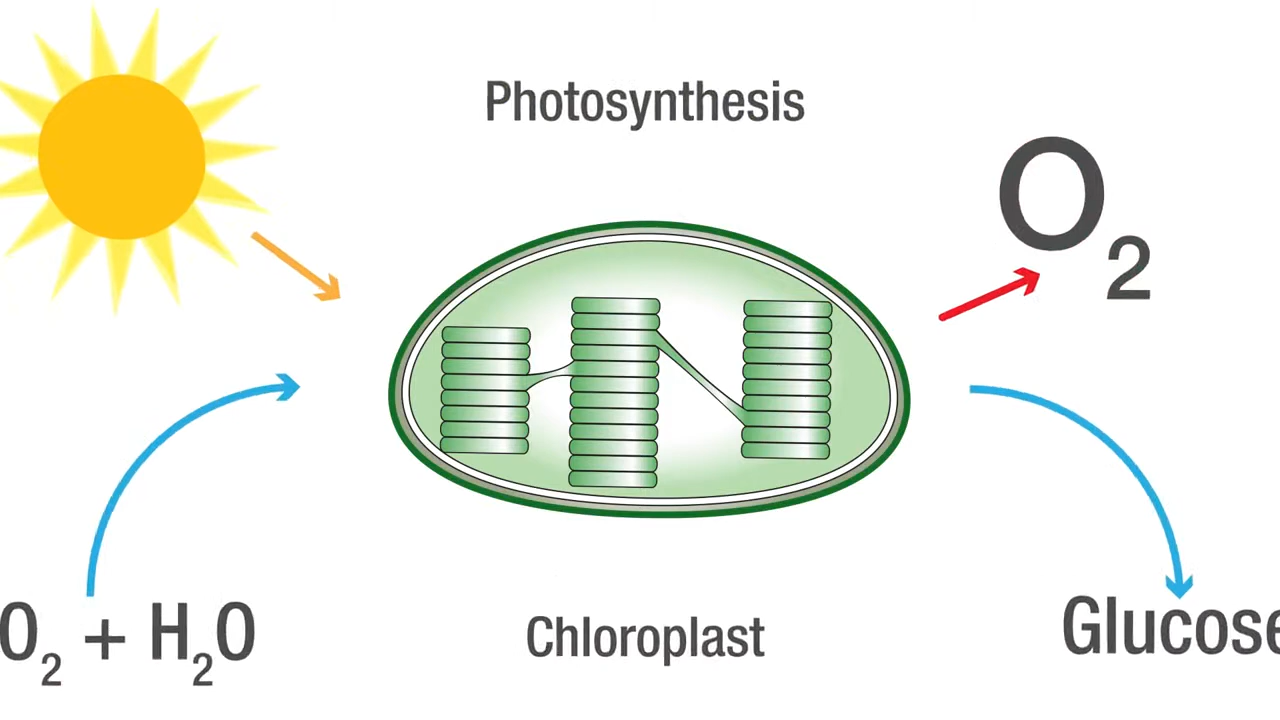 Photosynthesis
O2
O2 + H2O
Chloroplast
Glucose